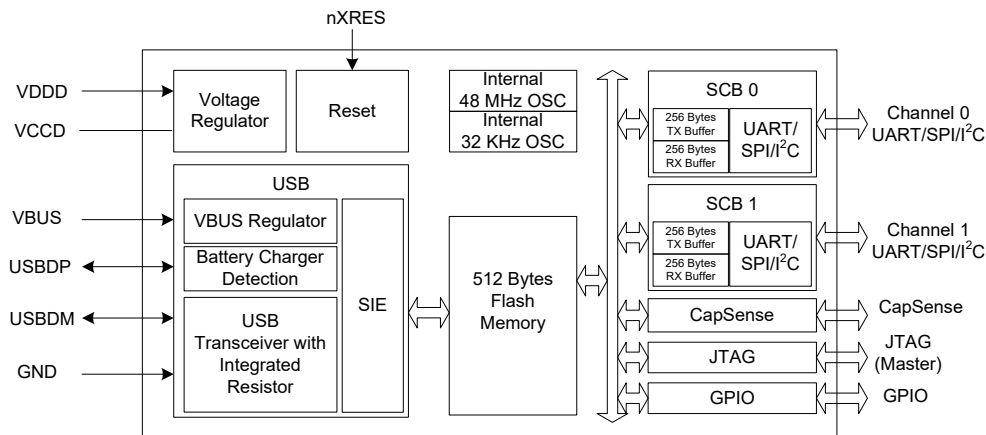 nXRES
VDDD
VCCD
VBUS
USBDP
USBDM
GND
Voltage
Regulator
Reset
Internal
48 MHz OSC
Internal
32 KHz OSC
USB
VBUS Regulator
Battery Charger
Detection
USB
Transceiver with
Integrated
Resistor
SIE
512 Bytes
Flash
Memory
SCB 0
256 Bytes
TX Buffer
256 Bytes
RX Buffer
UART/
SPI/I²C
SCB 1
256 Bytes
TX Buffer
256 Bytes
RX Buffer
UART/
SPI/I²C
CapSense
JTAG
GPIO
Channel 0
UART/SPI/I²C
Channel 1
UART/SPI/I²C
CapSense
JTAG
(Master)
GPIO